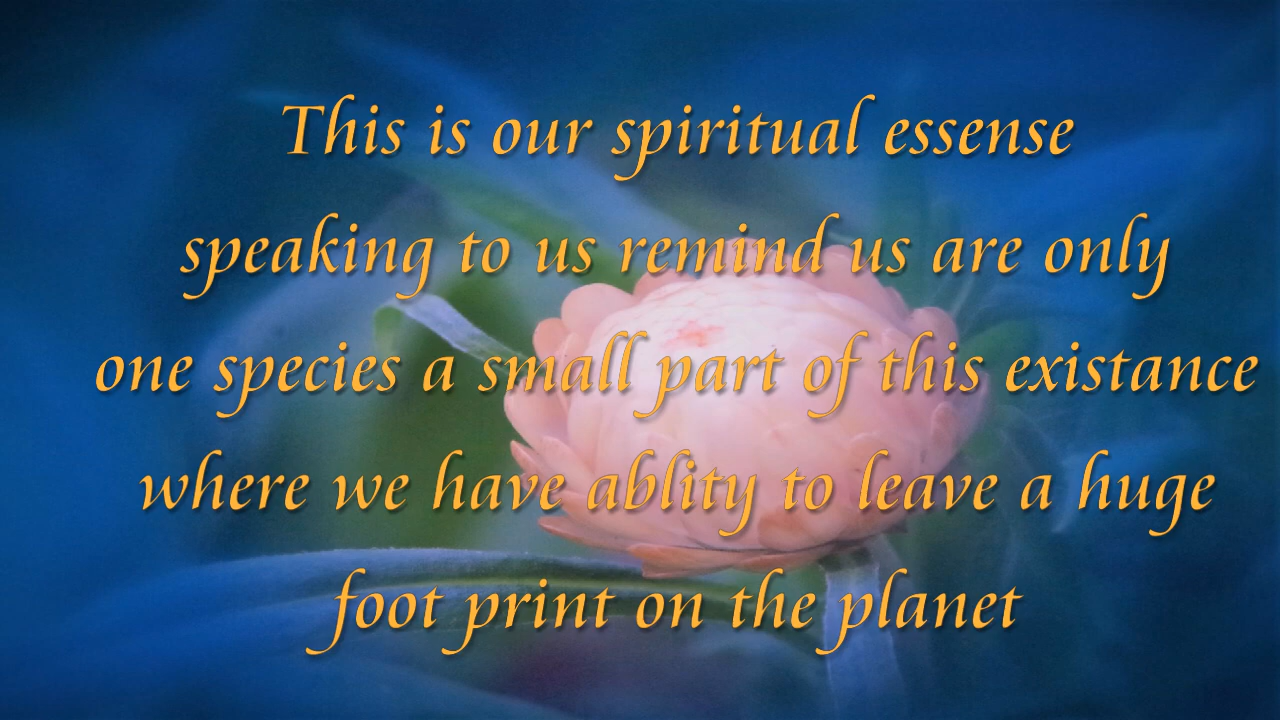 This is our spiritual essense
speaking to us remind us are only
one species a small part of this existance
where we have ablity to leave a huge
foot print on the planet